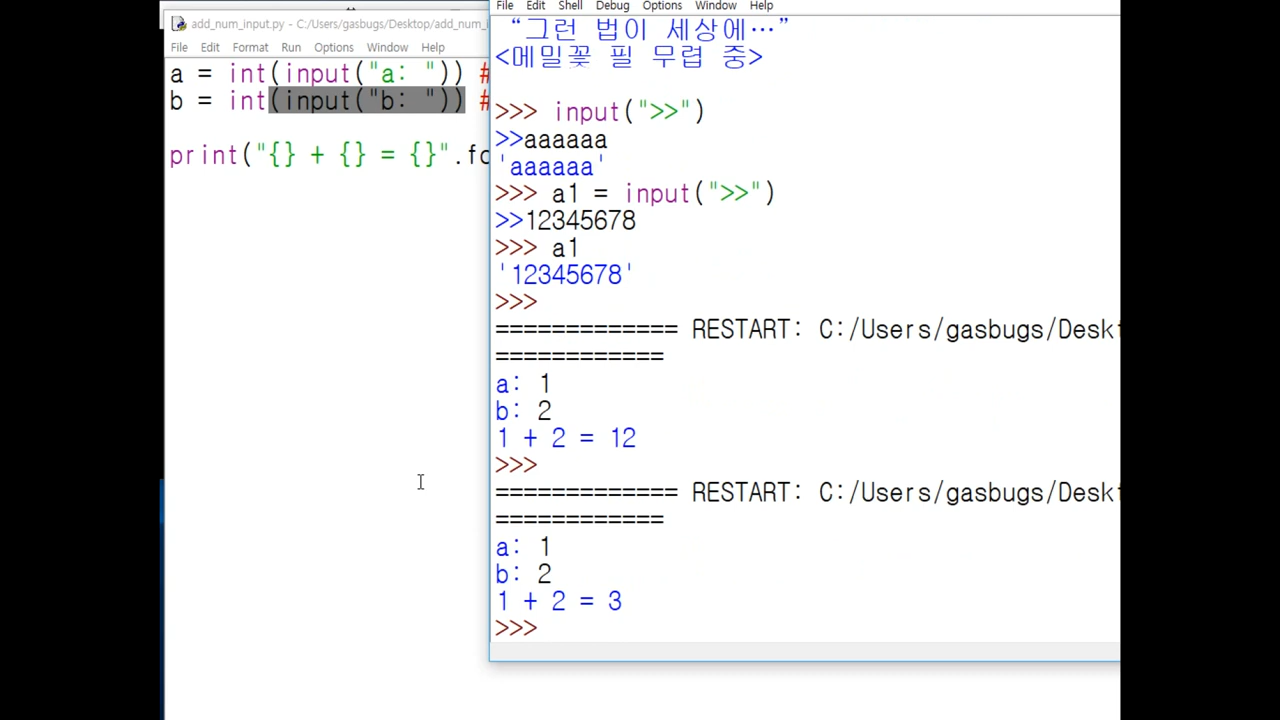 add_num_input.py - C:/Users/gasbugs/Desktop/add_num_i
File Edit Format Run Options Window Help
a = int(input("a: ")) #
b = int(input("b: ")) #
print("{} + {} = {}".fo
File Edit Shell Debug Options Window Help
“그런 법이 세상에…”
<메밀꽃 필 무렵 중>
>>> input(">>")
>>aaaaaa
'aaaaaa'
>>> a1 = input(">>")
>>12345678
>>> a1
'12345678'
>>>
============= RESTART: C:/Users/gasbugs/Deskt
============
a: 1
b: 2
1 + 2 = 12
>>>
============= RESTART: C:/Users/gasbugs/Deskt
============
a: 1
b: 2
1 + 2 = 3
>>>